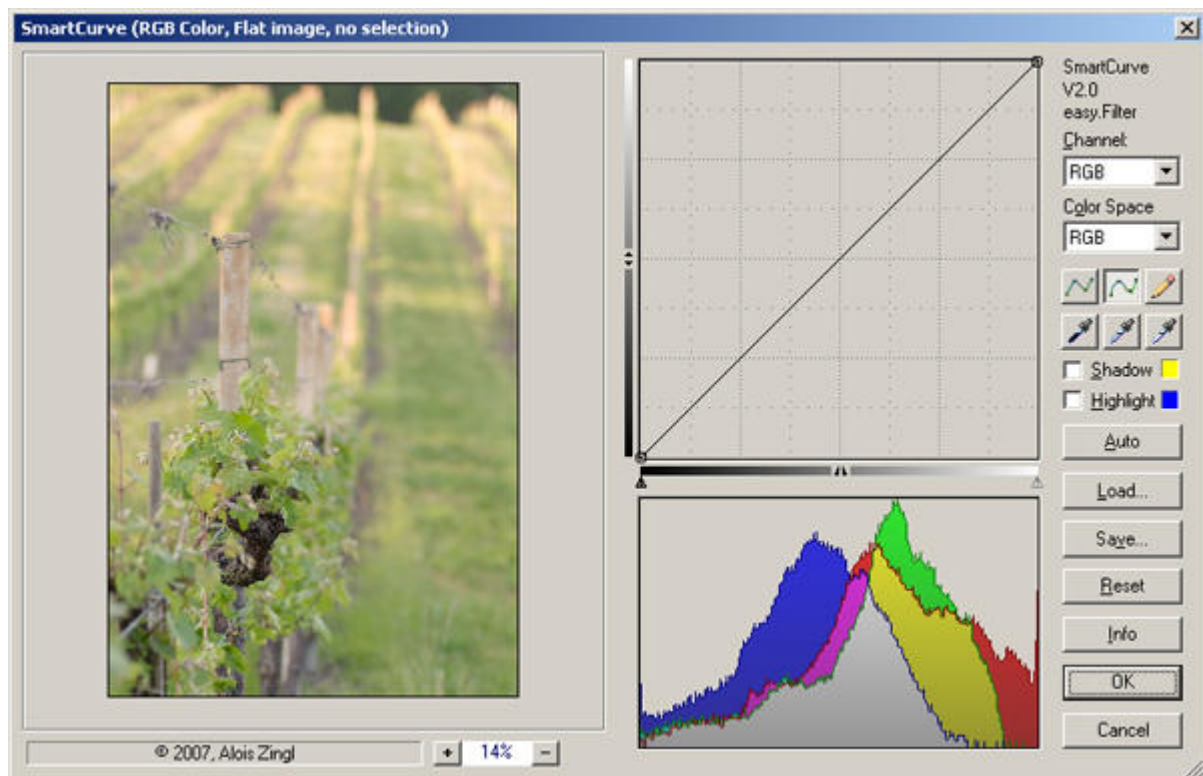 SmartCurve (RGB Color, Flat image, no selection)
SmartCurve
V2.0
easy.Filter
Channel:
RGB
Color Space
RGB
Shadow
Highlight
Auto
Load...
Save...
Reset
Info
OK
Cancel
© 2007, Alois Zingl
+ 14% -